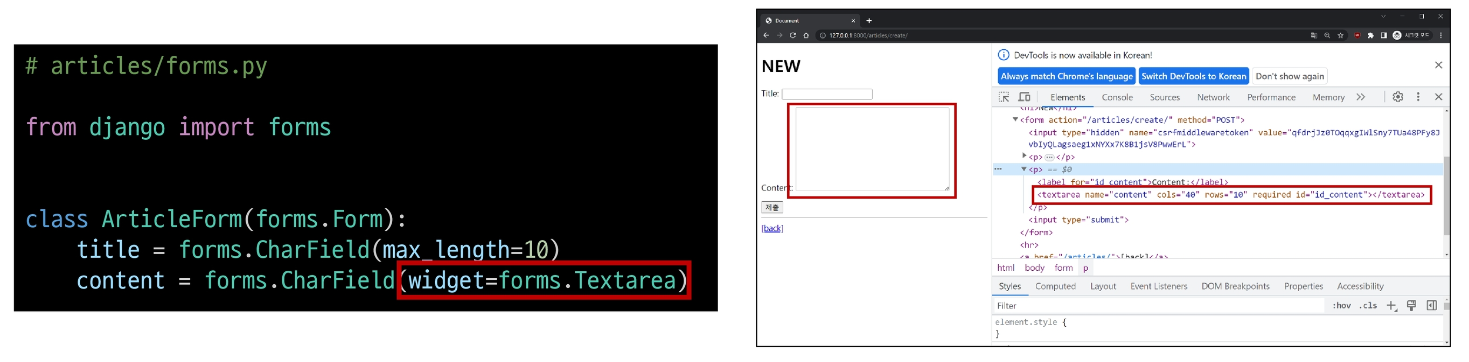 # articles/forms.py
from django import forms
class ArticleForm(forms.Form):
title = forms.CharField(max_length=10)
content = forms.CharField(widget=forms.Textarea)
Document
127.0.0.1:8000/articles/create/
NEW
Title:
Content:
제출
[back]
DevTools is now available in Korean!
Always match Chrome's language Switch DevTools to Korean Don't show again
Elements Console Sources Network Performance Memory
<h1>NEW</h1>
<form action="/articles/create/" method="POST">
<input type="hidden" name="csrfmiddlewaretoken" value=
<p> … </p>
<p> == $0
<label for="id_content">Content:</label>
<textarea name="content" cols="40" rows="10" required id="id_content"></textarea>
</p>
<input type="submit">
</form>
<hr>
<a href="/articles/">[back]</a>
html body form p
Styles Computed Layout Event Listeners DOM Breakpoints Properties Accessibility
Filter :hov .cls
element.style {
}